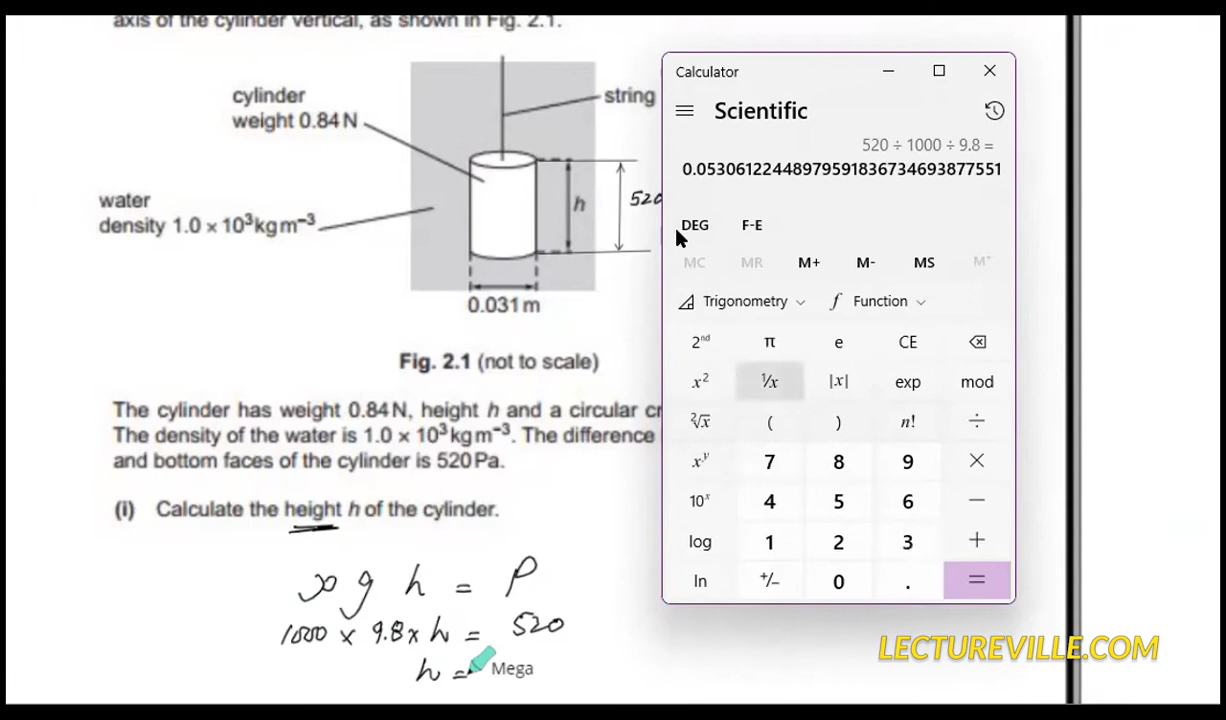 axis of the cylinder vertical, as shown in Fig. 2.1.
cylinder
weight 0.84 N
string
water
density 1.0 × 10³ kg m⁻³
h
520
0.031 m
Fig. 2.1 (not to scale)
The cylinder has weight 0.84 N, height h and a circular
The density of the water is 1.0 × 10³ kg m⁻³. The difference
and bottom faces of the cylinder is 520 Pa.
(i) Calculate the height h of the cylinder.
ρ g h = P
1000 × 9.8 × h = 520
h =
Mega
Calculator
Scientific
520 ÷ 1000 ÷ 9.8 =
0.05306122448979591836734693877551
DEG F-E
MC MR M+ M- MS M˅
Trigonometry f Function
2ⁿᵈ π e CE
x² ¹/x |x| exp mod
²√x ( ) n! ÷
xʸ 7 8 9 ×
10ˣ 4 5 6 −
log 1 2 3 +
ln +/− 0 . =
LECTUREVILLE.COM